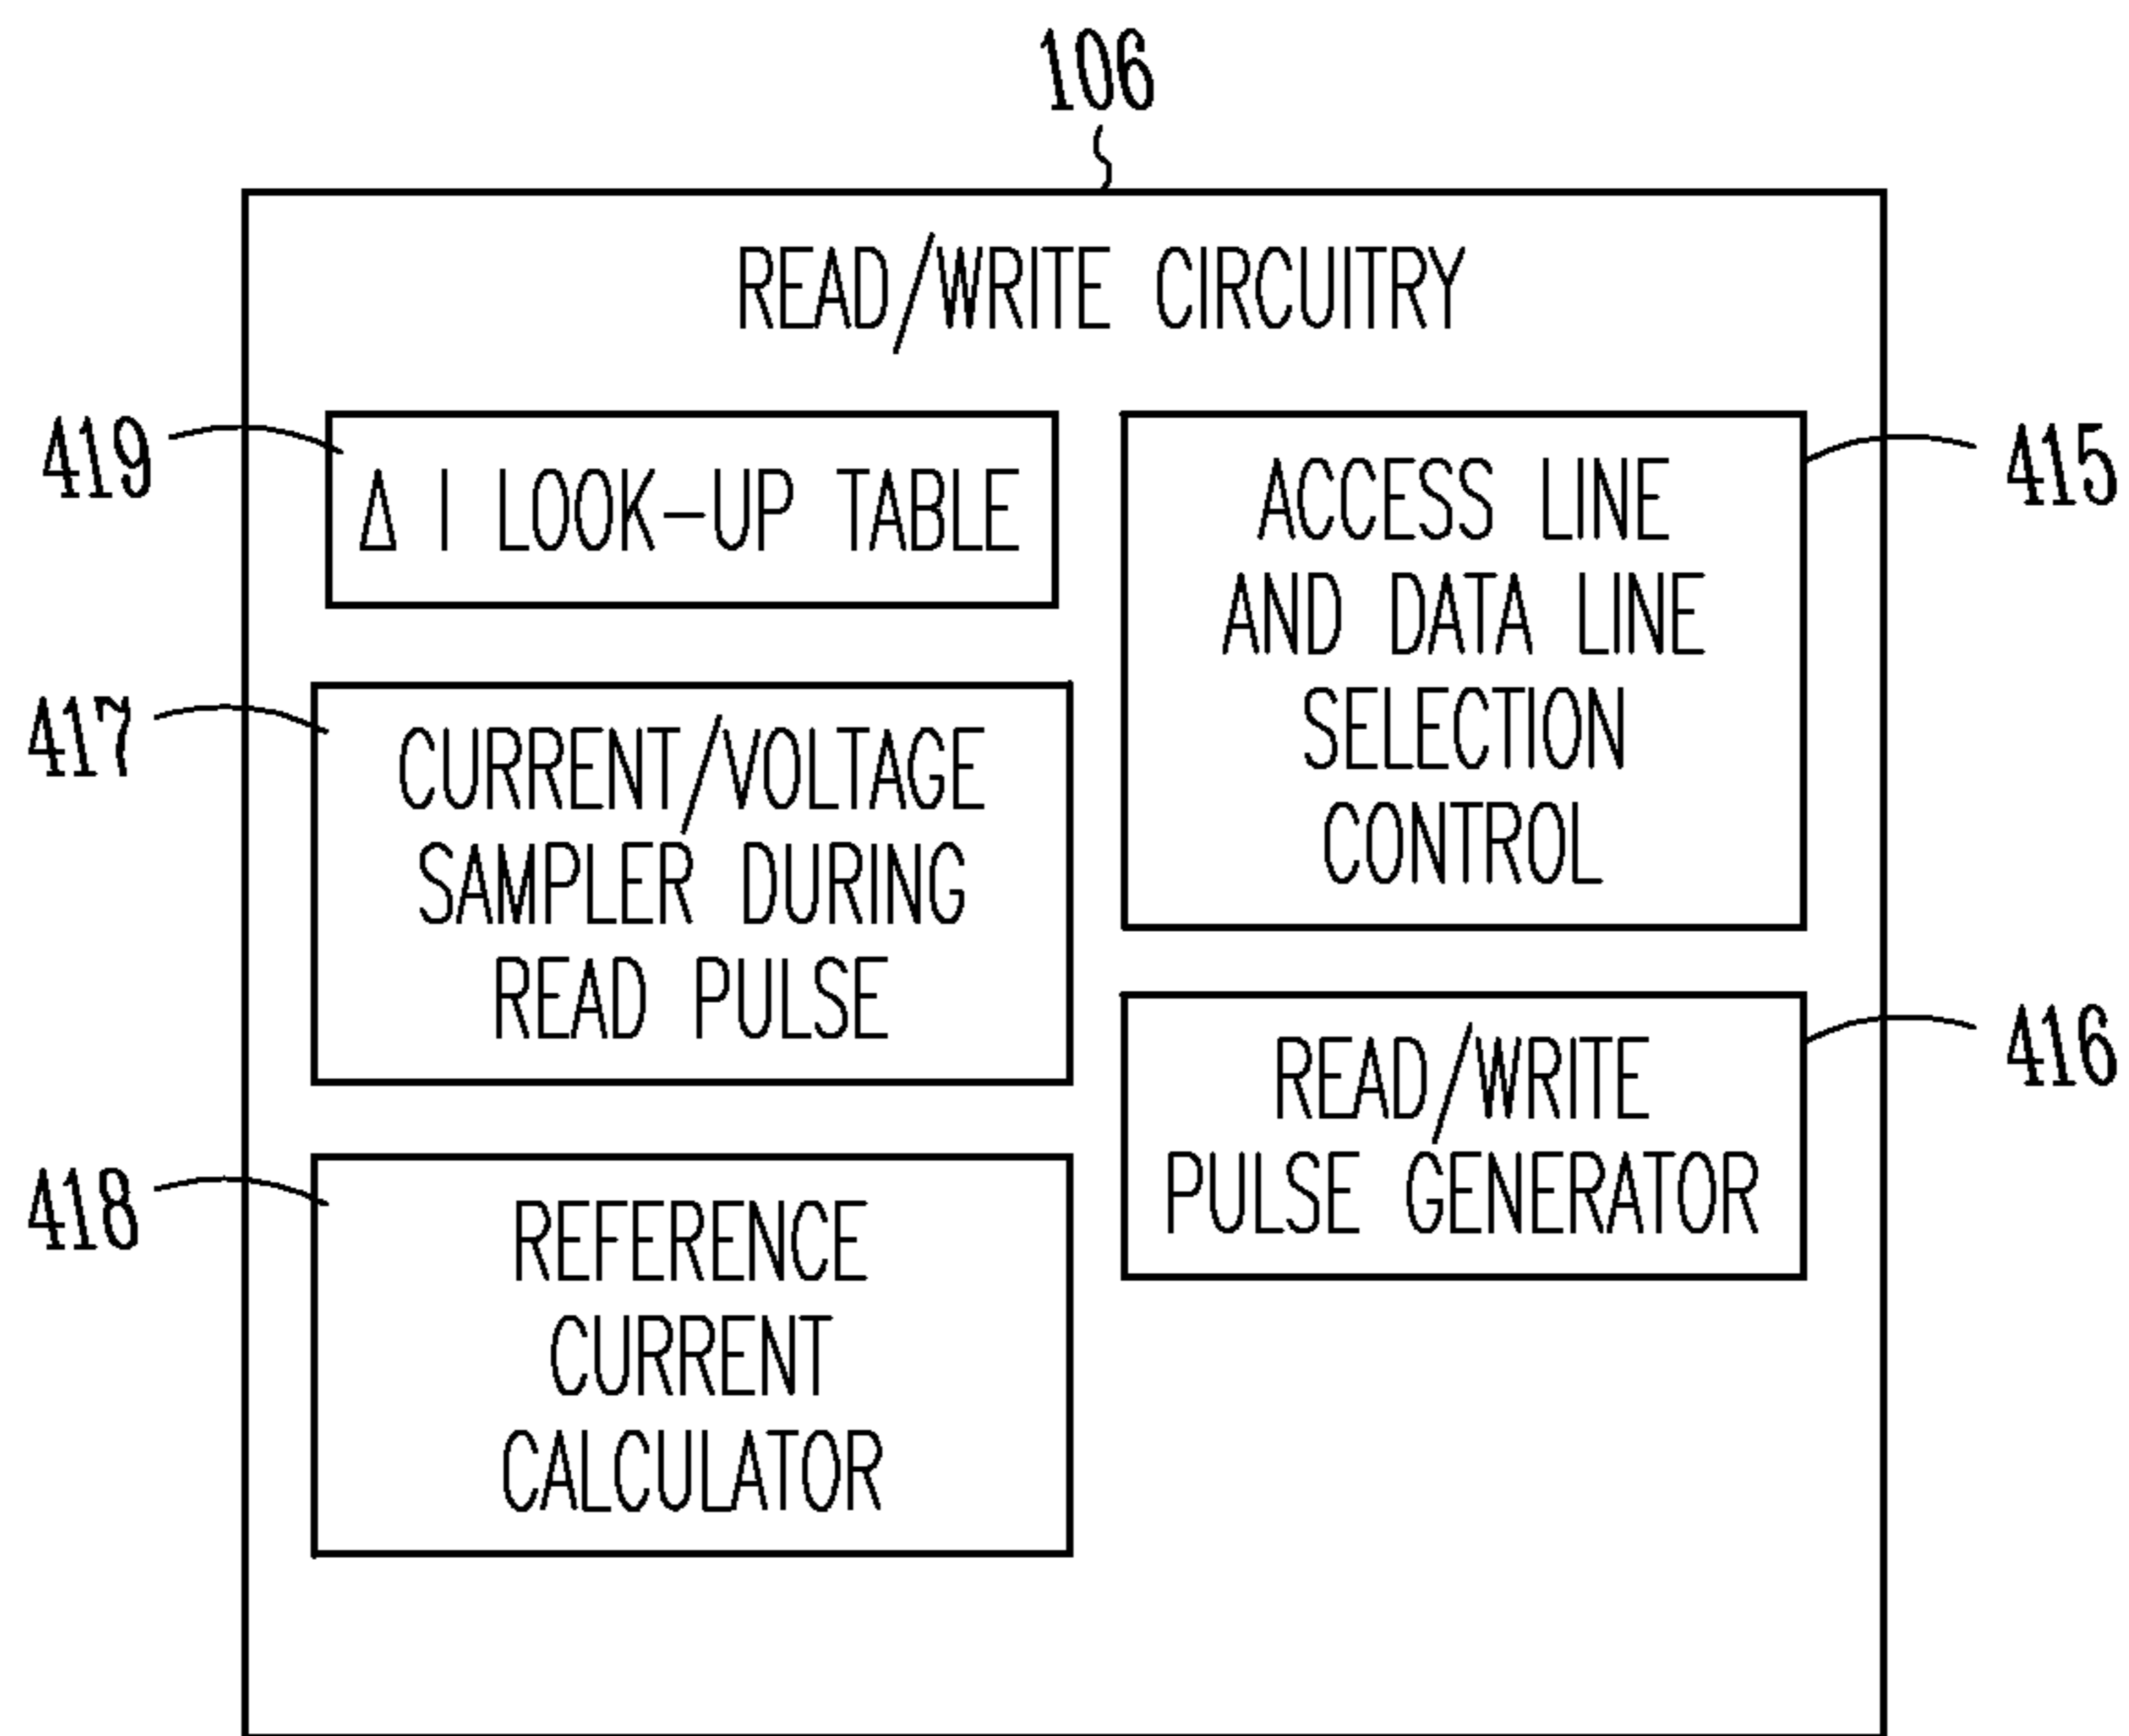 106
READ/WRITE CIRCUITRY
419
Δ I LOOK-UP TABLE
417
CURRENT/VOLTAGE
SAMPLER DURING
READ PULSE
418
REFERENCE
CURRENT
CALCULATOR
ACCESS LINE
AND DATA LINE
SELECTION
CONTROL
415
READ/WRITE
PULSE GENERATOR
416